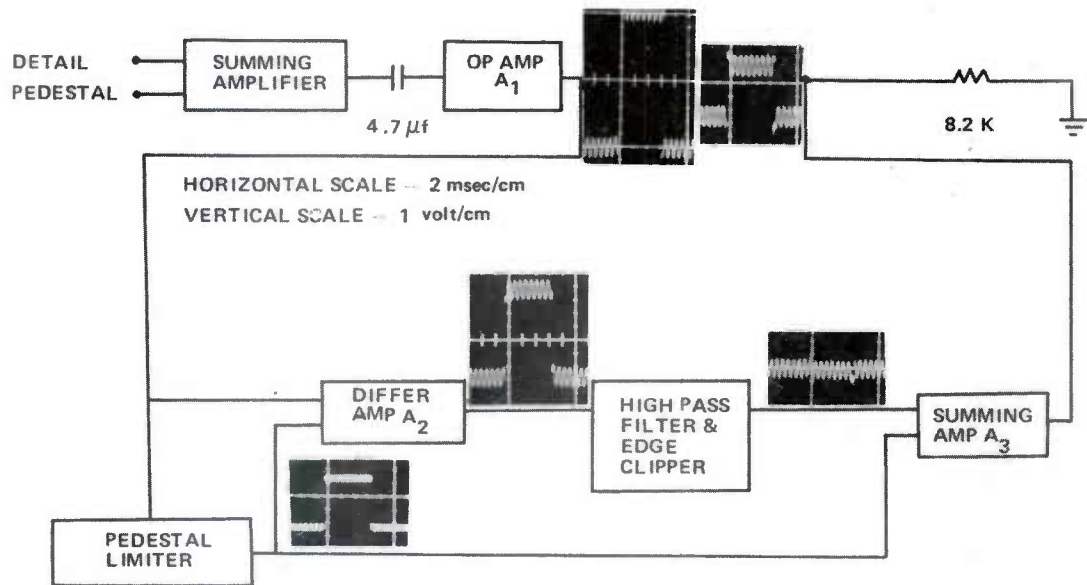 DETAIL
PEDESTAL
SUMMING
AMPLIFIER
4.7 μf
OP AMP
A1
8.2 K
HORIZONTAL SCALE - 2 msec/cm
VERTICAL SCALE - 1 volt/cm
DIFFER
AMP A2
HIGH PASS
FILTER &
EDGE
CLIPPER
SUMMING
AMP A3
PEDESTAL
LIMITER